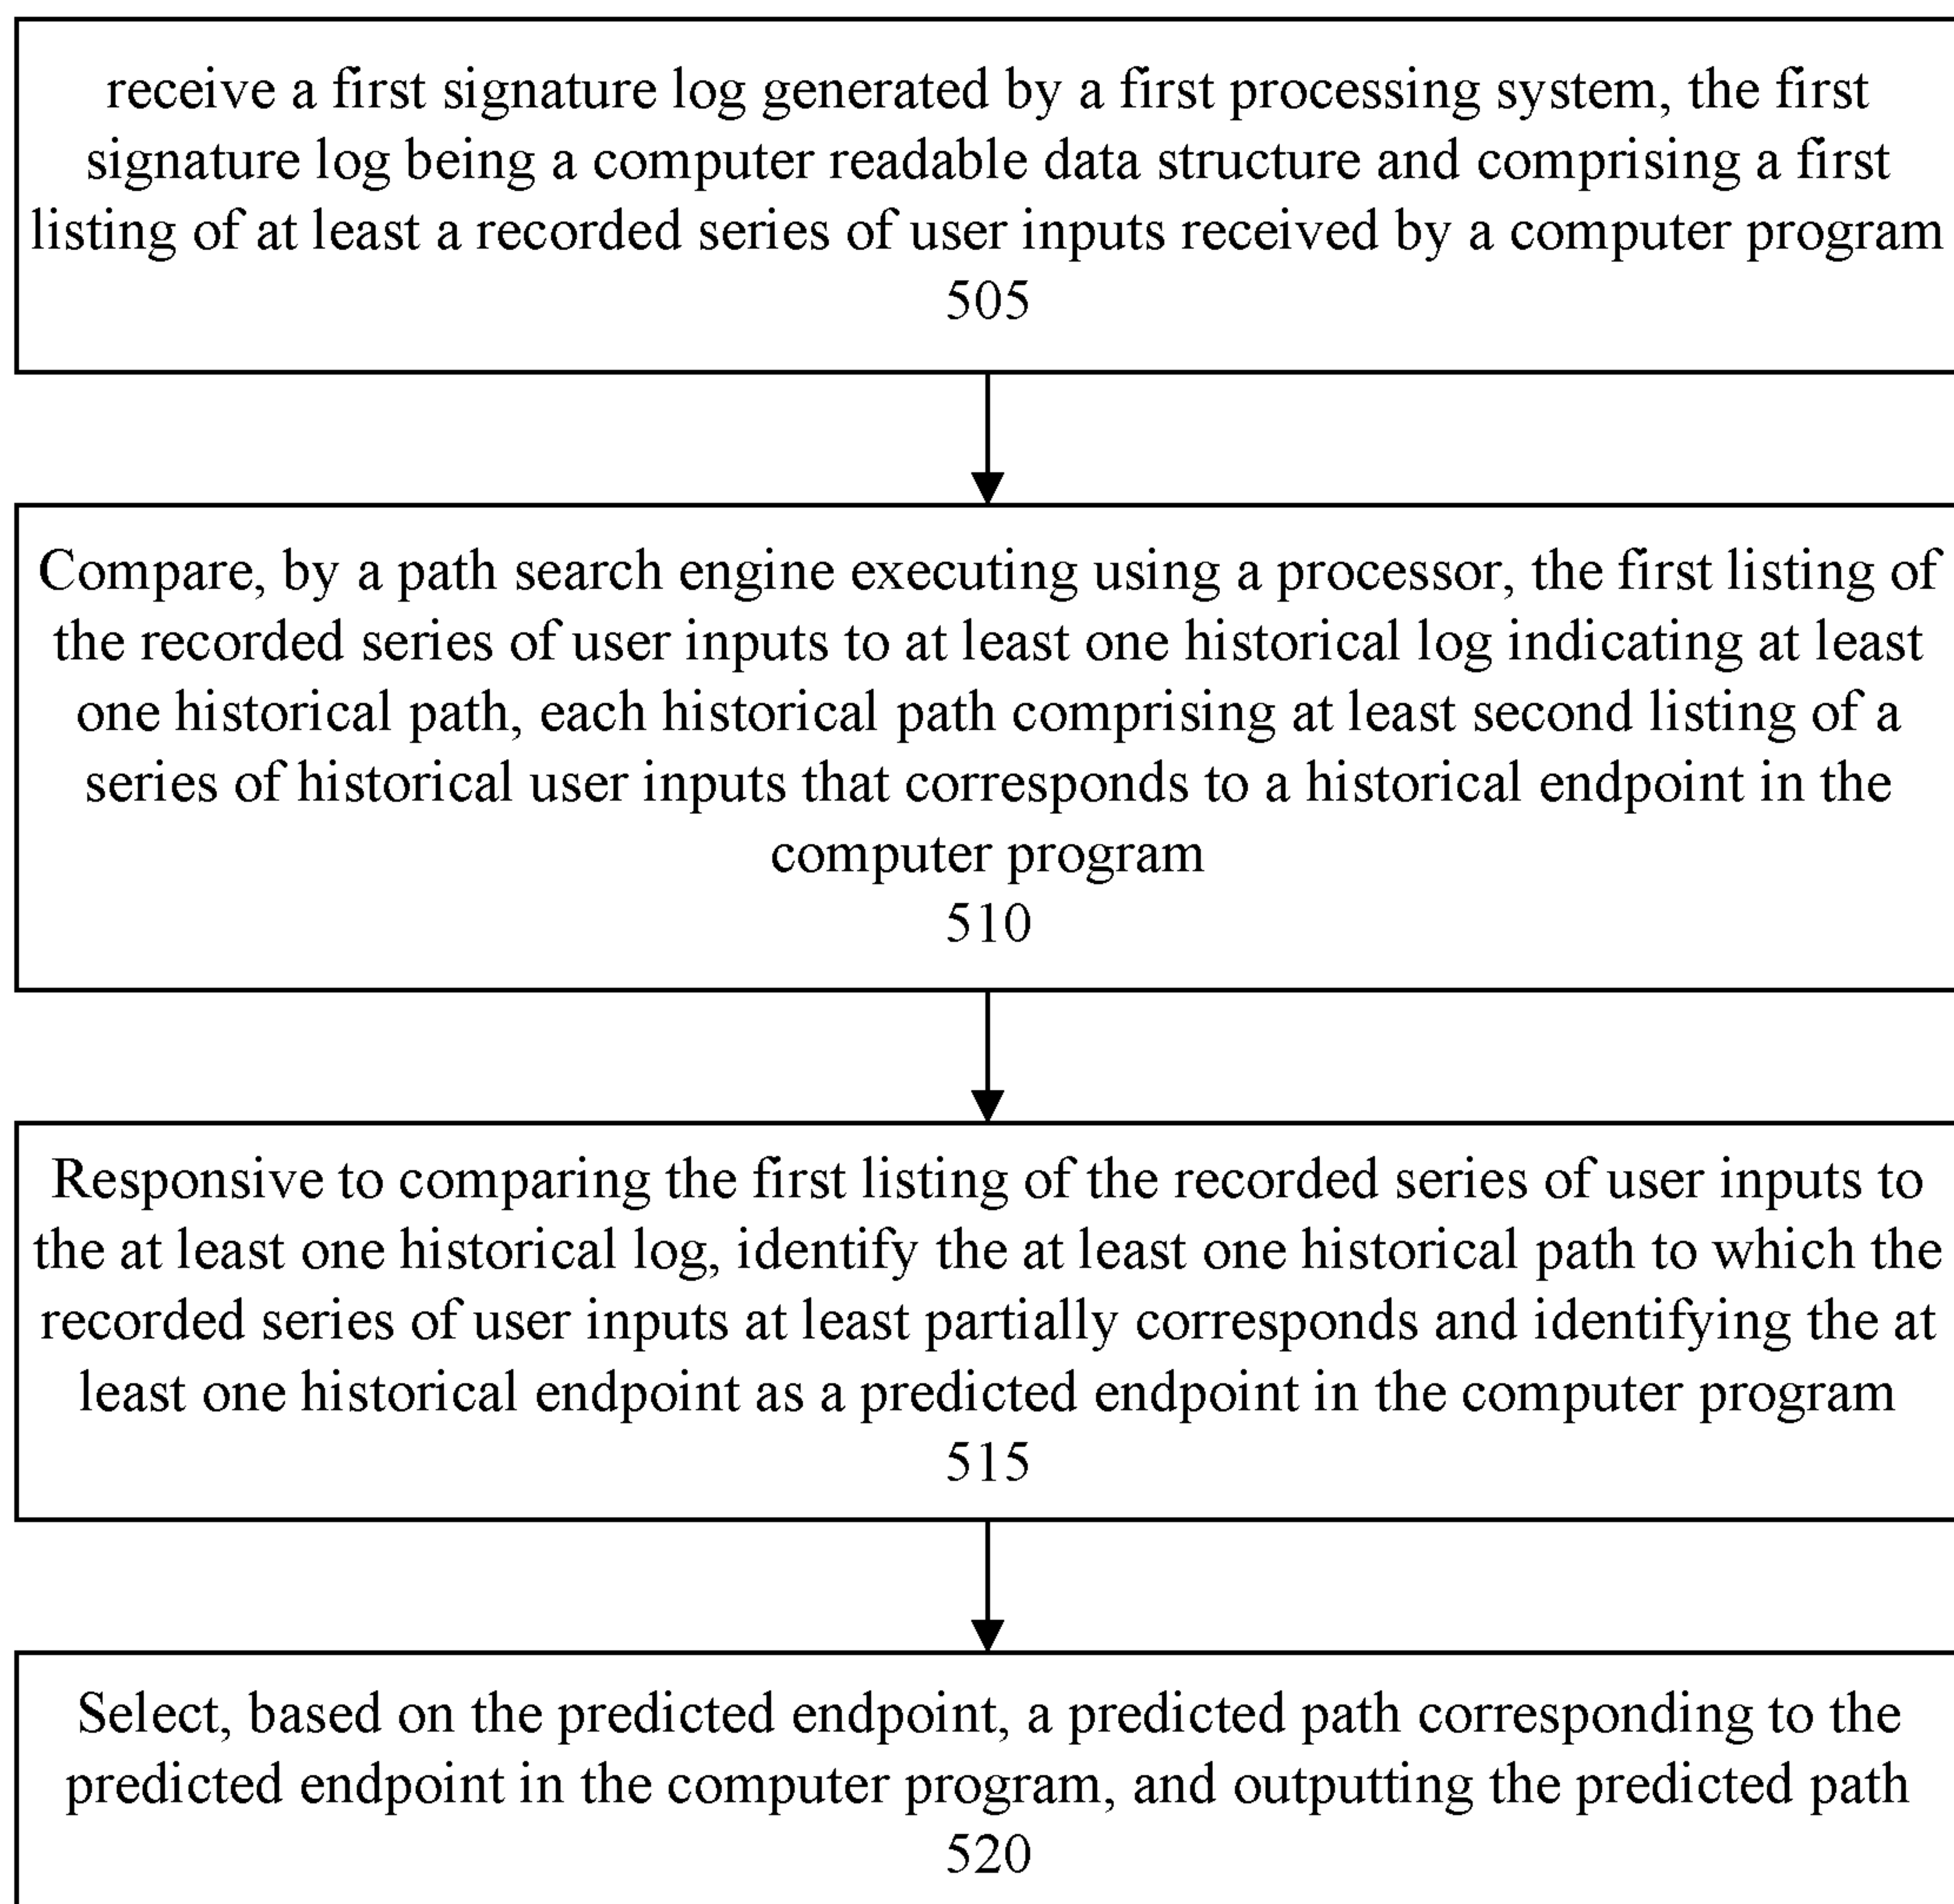 receive a first signature log generated by a first processing system, the first
signature log being a computer readable data structure and comprising a first
listing of at least a recorded series of user inputs received by a computer program
505
Compare, by a path search engine executing using a processor, the first listing of
the recorded series of user inputs to at least one historical log indicating at least
one historical path, each historical path comprising at least second listing of a
series of historical user inputs that corresponds to a historical endpoint in the
computer program
510
Responsive to comparing the first listing of the recorded series of user inputs to
the at least one historical log, identify the at least one historical path to which the
recorded series of user inputs at least partially corresponds and identifying the at
least one historical endpoint as a predicted endpoint in the computer program
515
Select, based on the predicted endpoint, a predicted path corresponding to the
predicted endpoint in the computer program, and outputting the predicted path
520